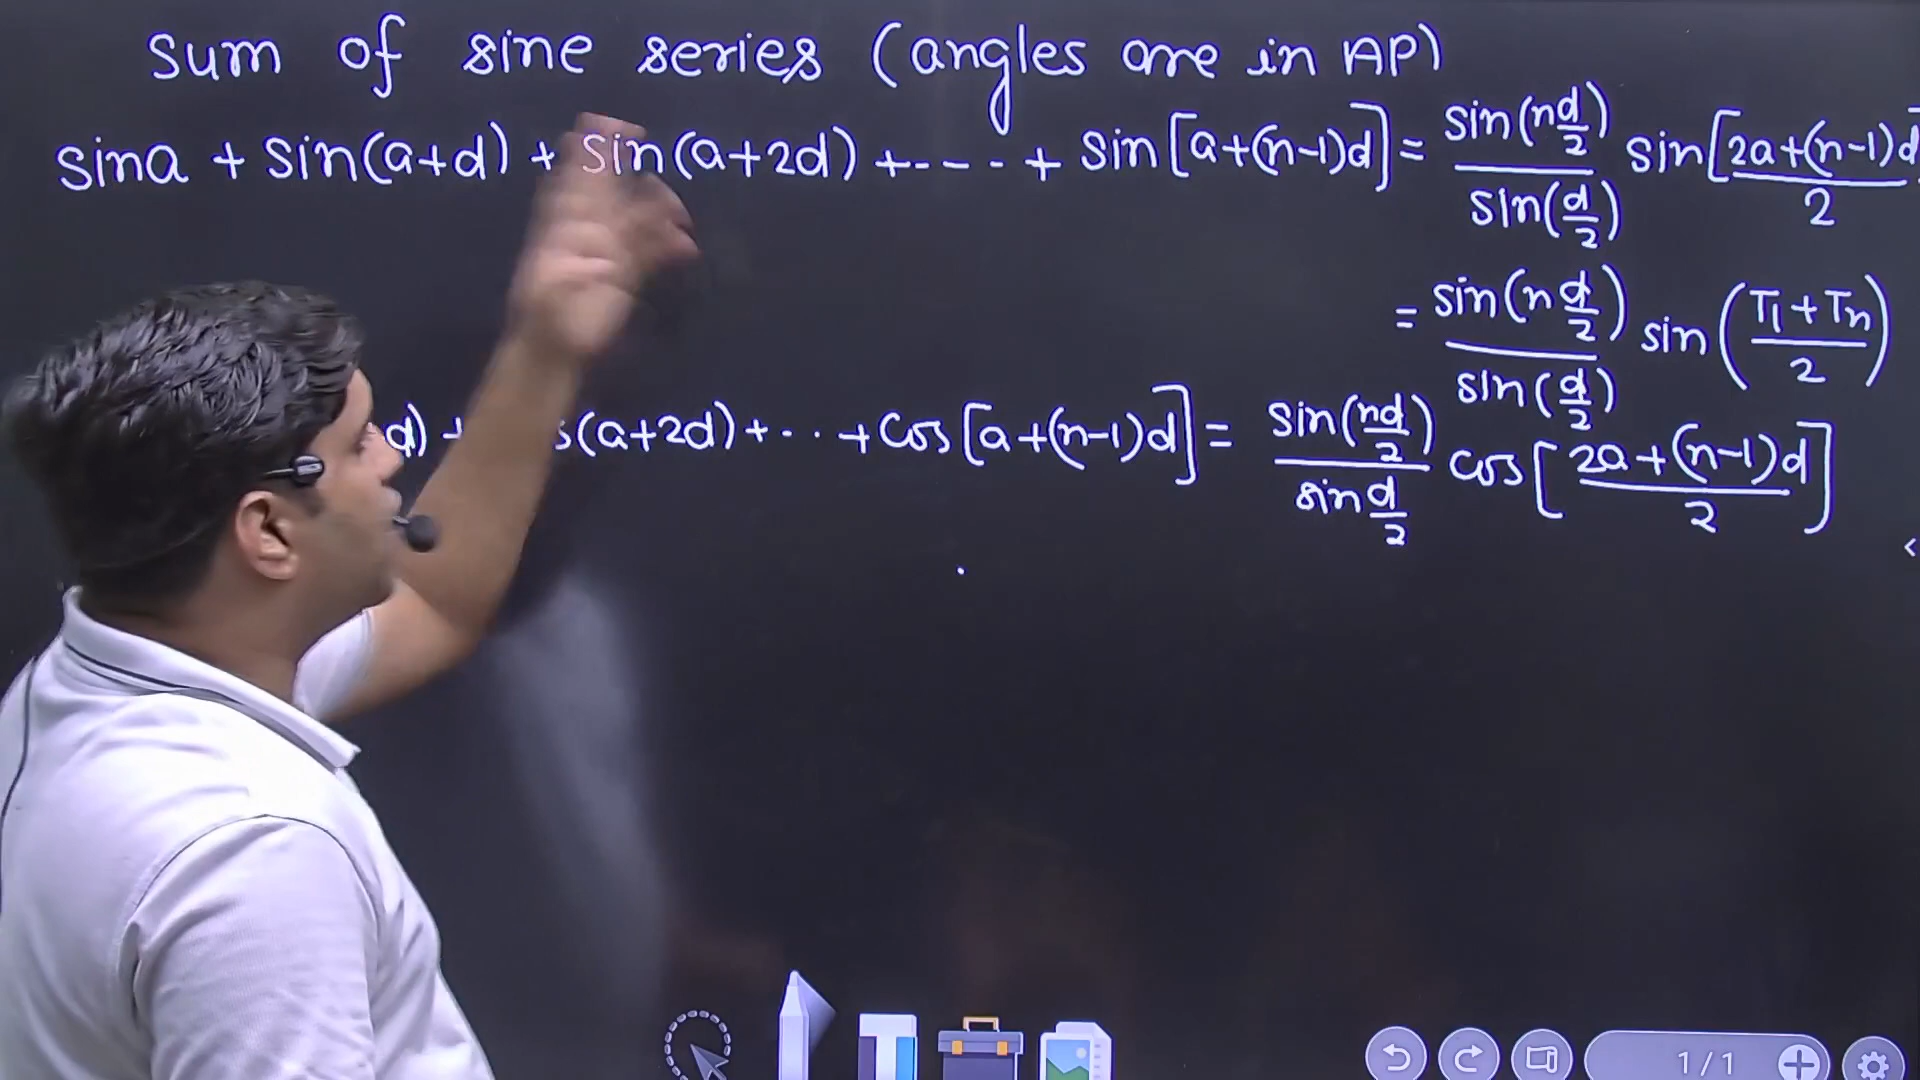 Sum of sine series (angles are in AP)
sina + sin(a+d) + sin(a+2d) +---- + sin[a+(n-1)d] = sin(nd/2)/sin(d/2) sin[2a+(n-1)d/2
= sin(nd/2)/sin(d/2) sin(T1+Tn/2)
d) + s(a+2d)+--·+cos[a+(n-1)d] = sin(nd/2)/sin d/2 cos[2a+(n-1)d/2]
1/1